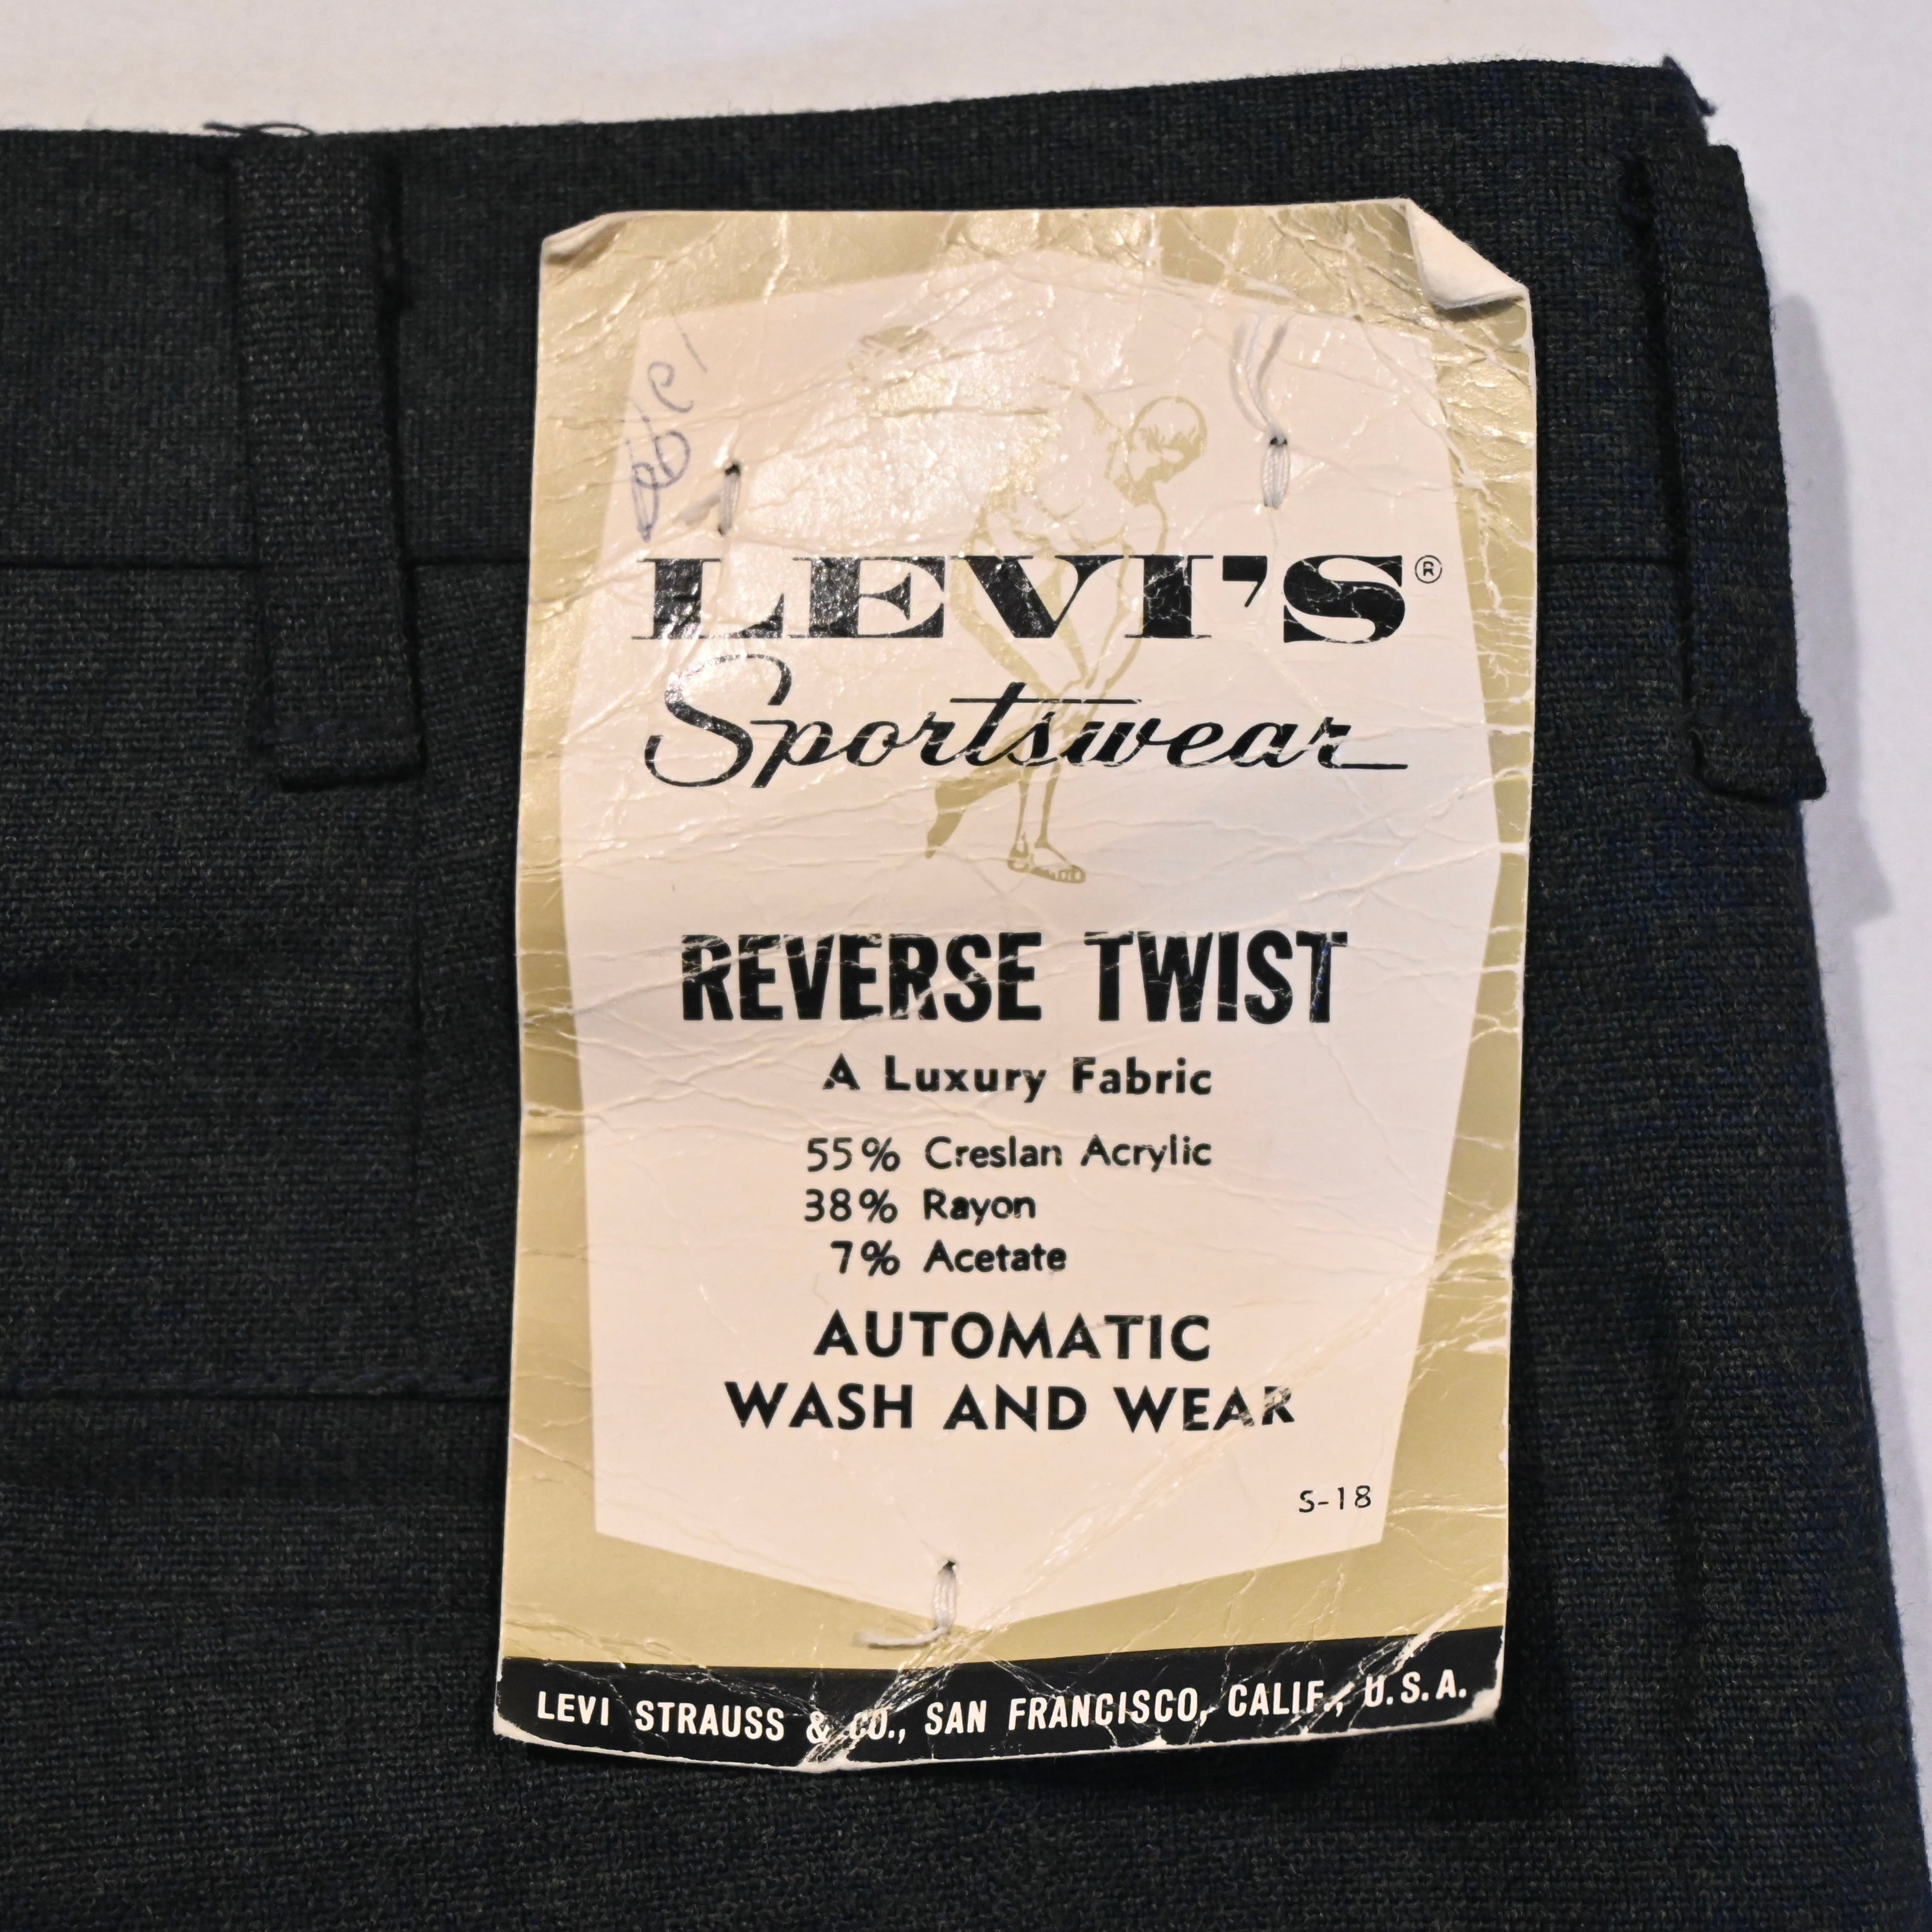 LEVI'S®
Sportswear
REVERSE TWIST
A Luxury Fabric
55% Creslan Acrylic
38% Rayon
7% Acetate
AUTOMATIC
WASH AND WEAR
S-18
LEVI STRAUSS & CO., SAN FRANCISCO, CALIF., U.S.A.